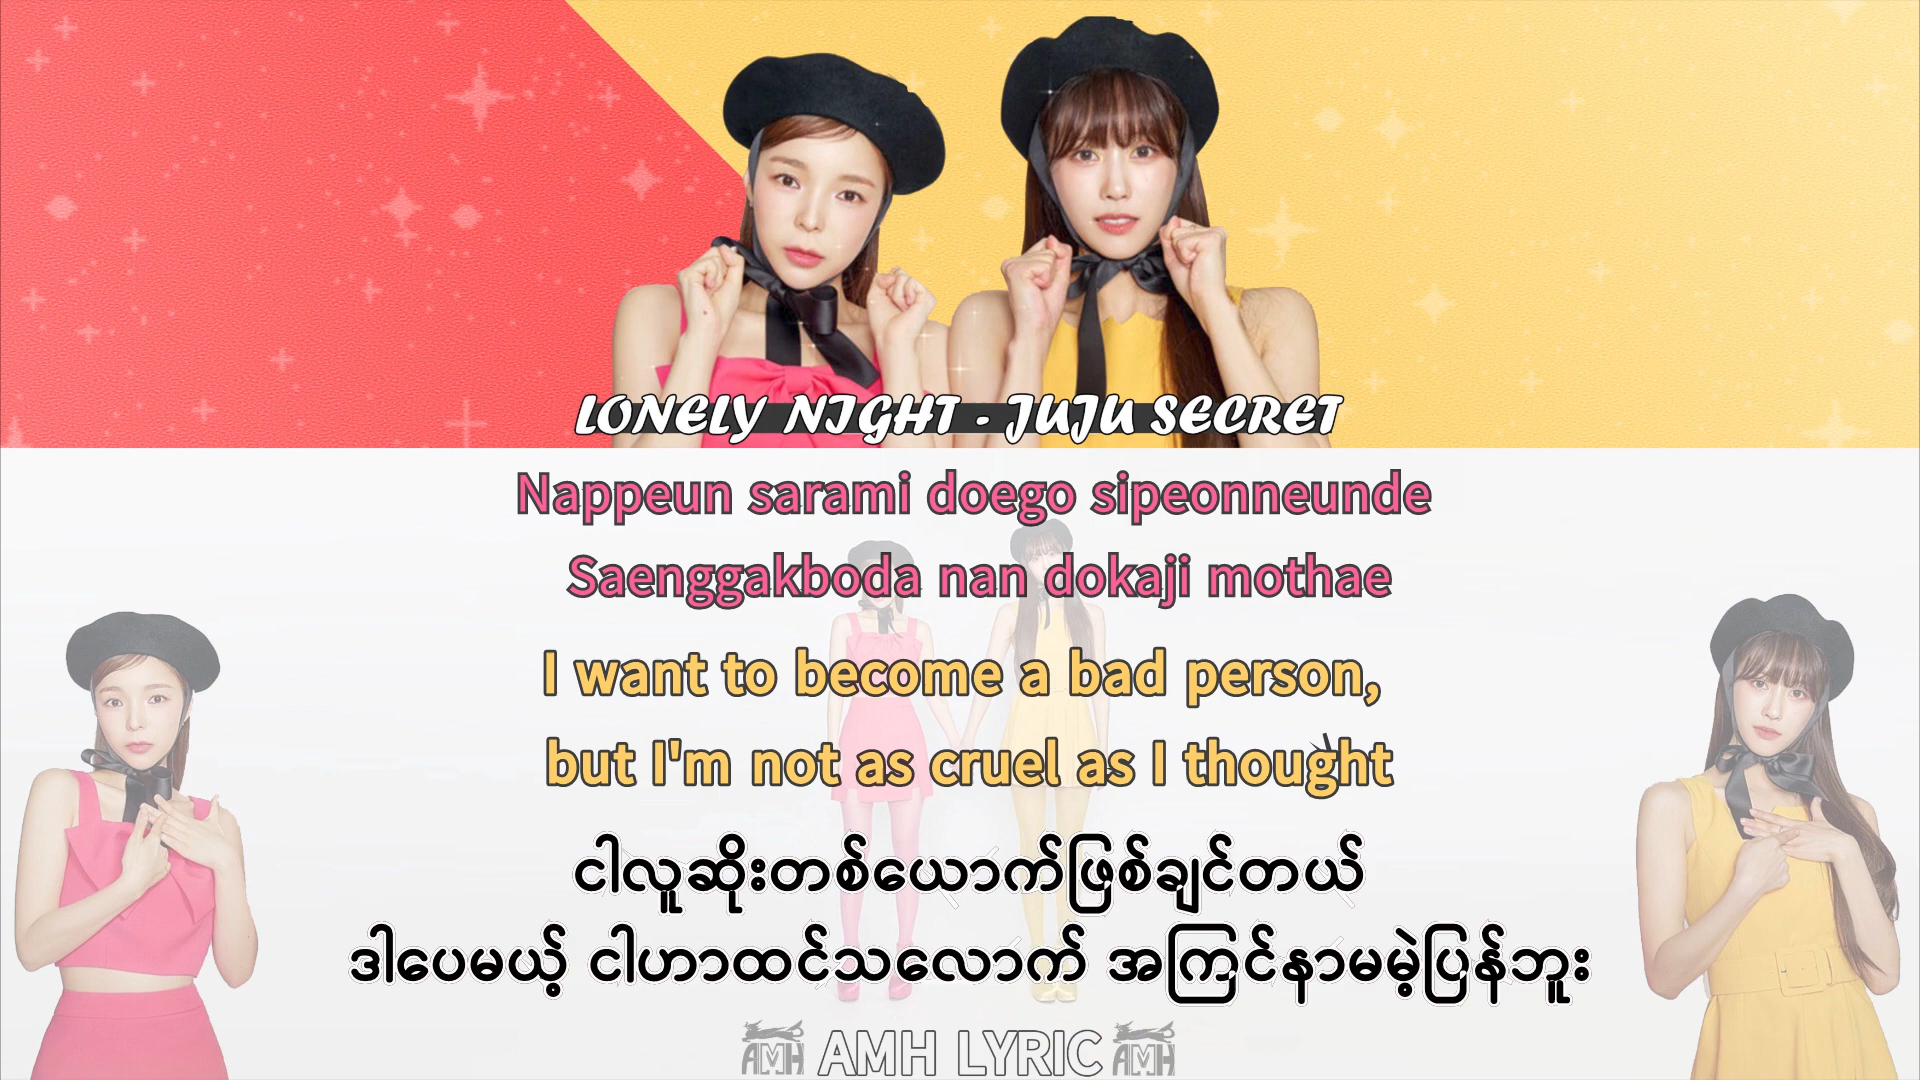 LONELY NIGHT - JUJU SECRET
Nappeun sarami doego sipeonneunde
Saenggakboda nan dokaji mothae
I want to become a bad person,
but I'm not as cruel as I thought
ငါလူဆိုးတစ်ယောက်ဖြစ်ချင်တယ်
ဒါပေမယ့် ငါဟာထင်သလောက် အကြင်နာမမဲ့ပြန်ဘူး
AMH AMH LYRIC AMH